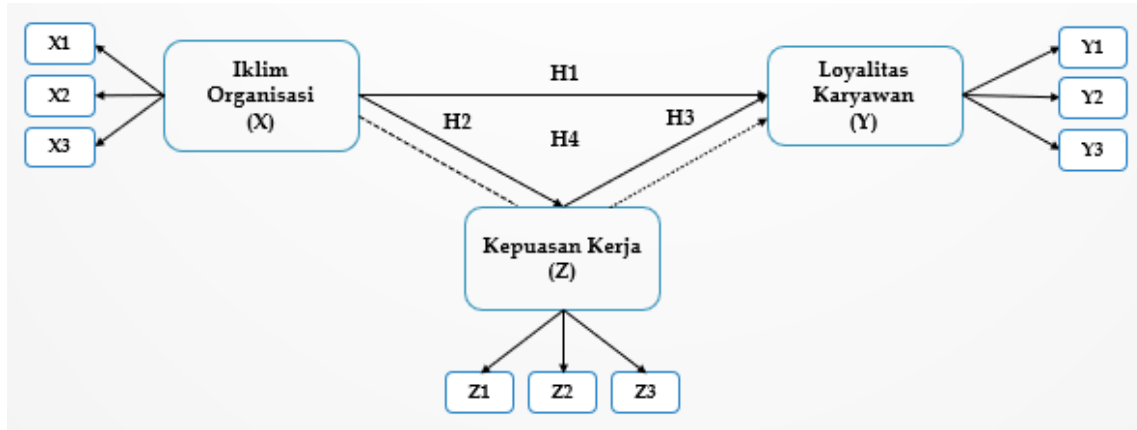 X1
X2
X3
Iklim
Organisasi
(X)
H1
H2
H3
H4
Loyalitas
Karyawan
(Y)
Y1
Y2
Y3
Kepuasan Kerja
(Z)
Z1
Z2
Z3